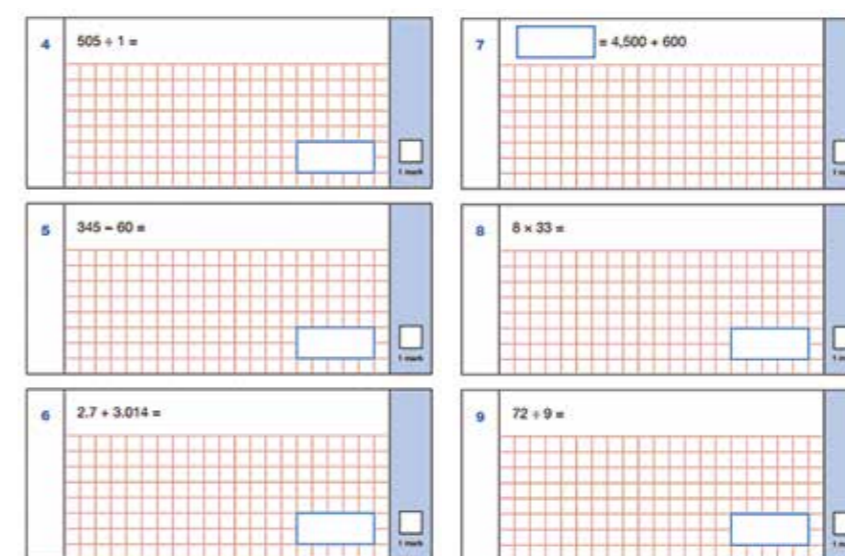 4 505 ÷ 1 =
1 mark
5 345 – 60 =
1 mark
6 2.7 + 3.014 =
1 mark
7 = 4,500 + 600
8 8 × 33 =
9 72 ÷ 9 =